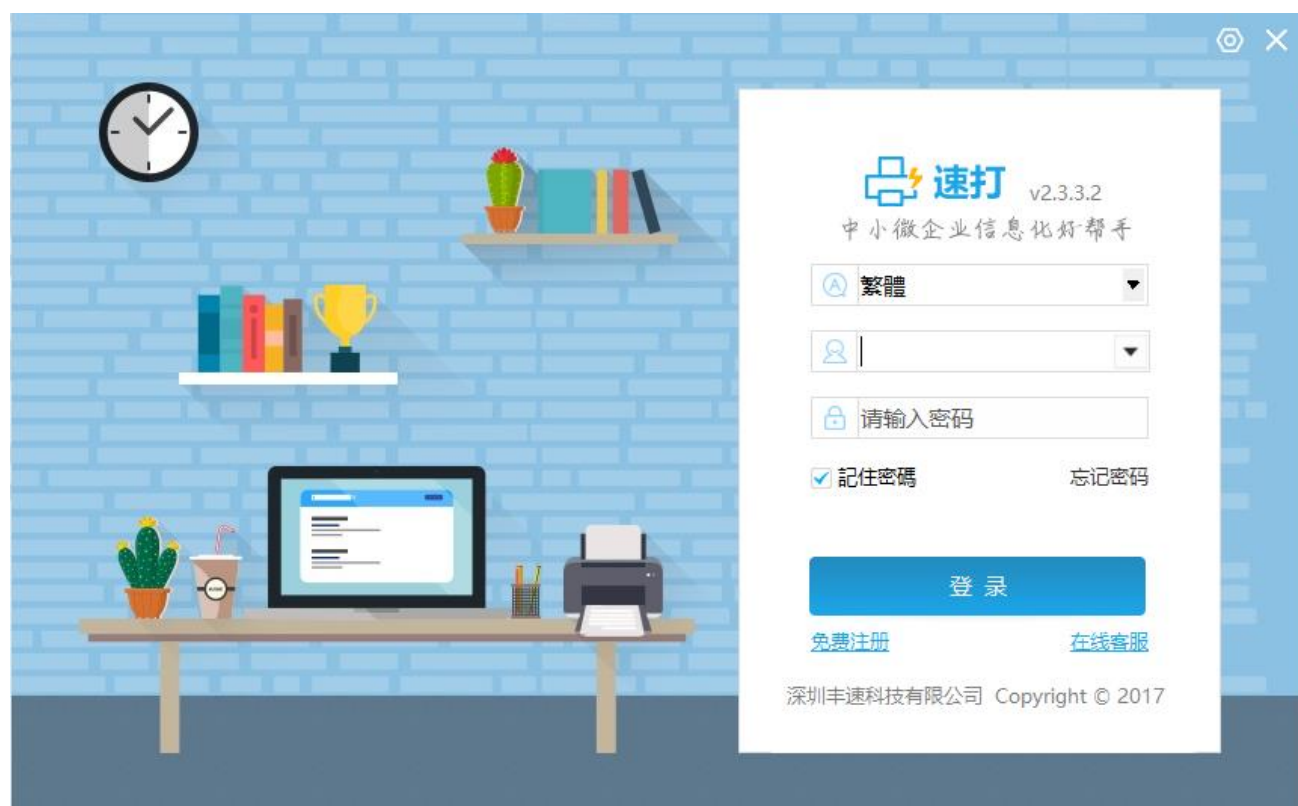 速打 v2.3.3.2
中小微企业信息化好帮手
繁體
请输入密码
記住密碼 忘记密码
登 录
免费注册 在线客服
深圳丰速科技有限公司 Copyright © 2017